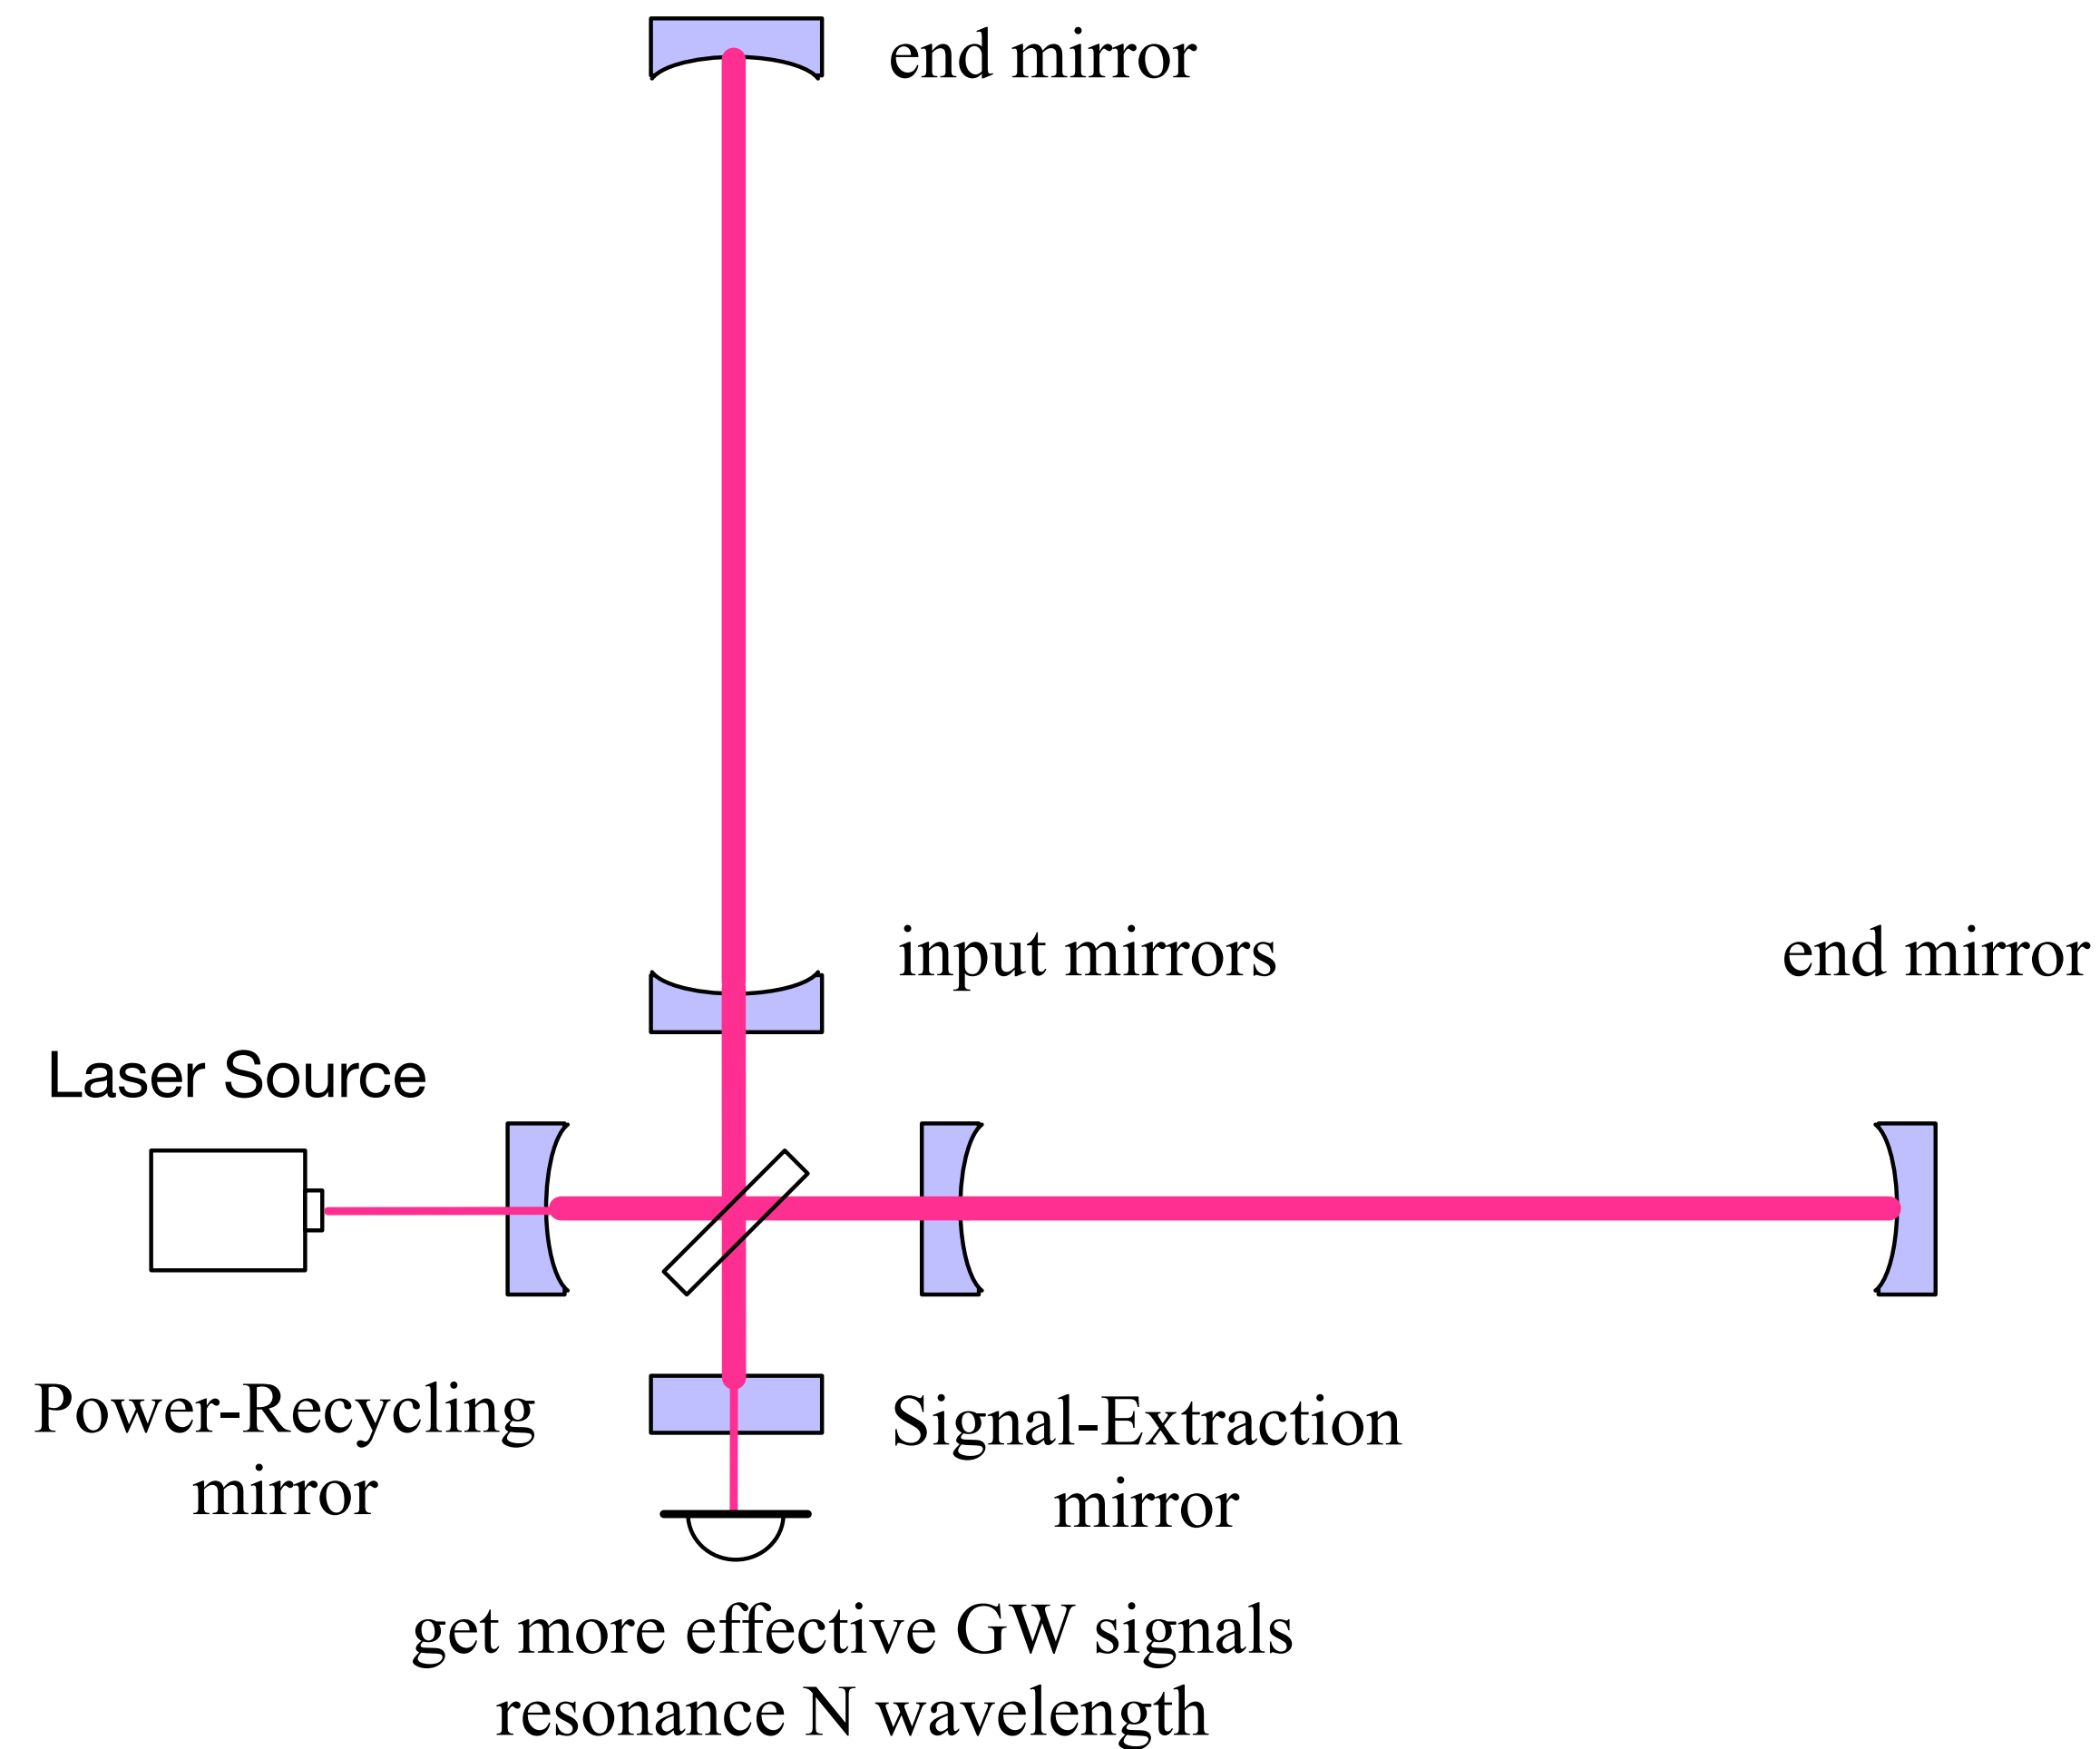 end mirror
input mirrors
end mirror
Laser Source
Power-Recycling
mirror
Signal-Extraction
mirror
get more effective GW signals
resonance N wavelength